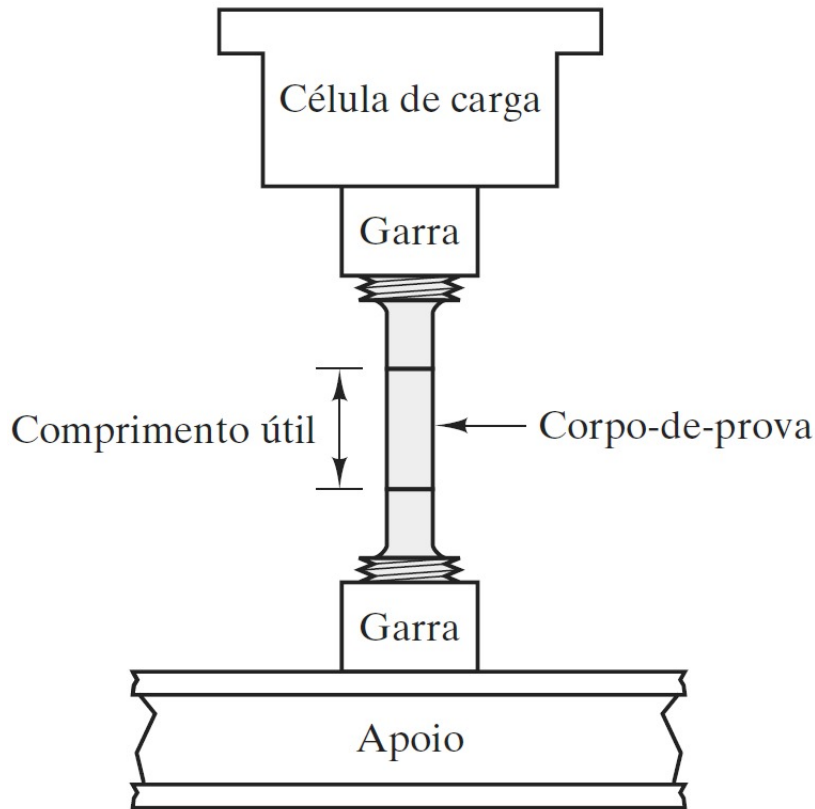 Célula de carga
Garra
Comprimento útil
Corpo-de-prova
Garra
Apoio